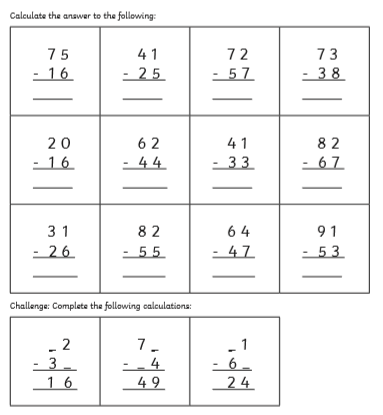 Calculate the answer to the following:
75 41 72 73
- 16 - 25 - 57 - 38
20 62 41 82
- 16 - 44 - 33 - 67
31 82 64 91
- 26 - 55 - 47 - 53
Challenge: Complete the following calculations:
_2 7_ _1
- 3_ - _4 - 6_
16 49 24